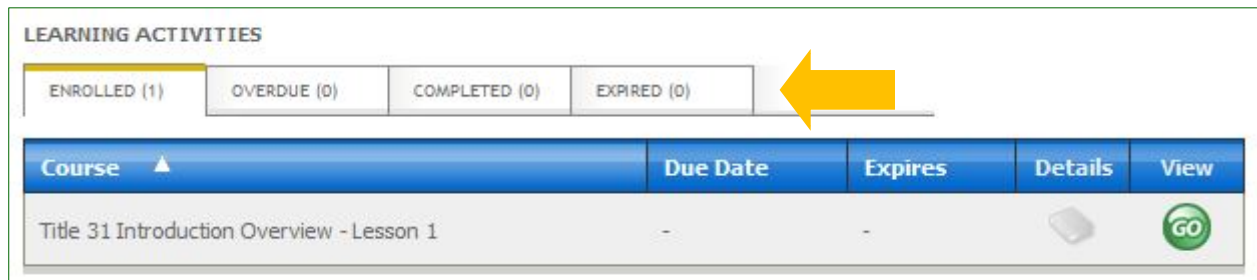 LEARNING ACTIVITIES
ENROLLED (1) OVERDUE (0) COMPLETED (0) EXPIRED (0)
Course Due Date Expires Details View
Title 31 Introduction Overview - Lesson 1 - - GO